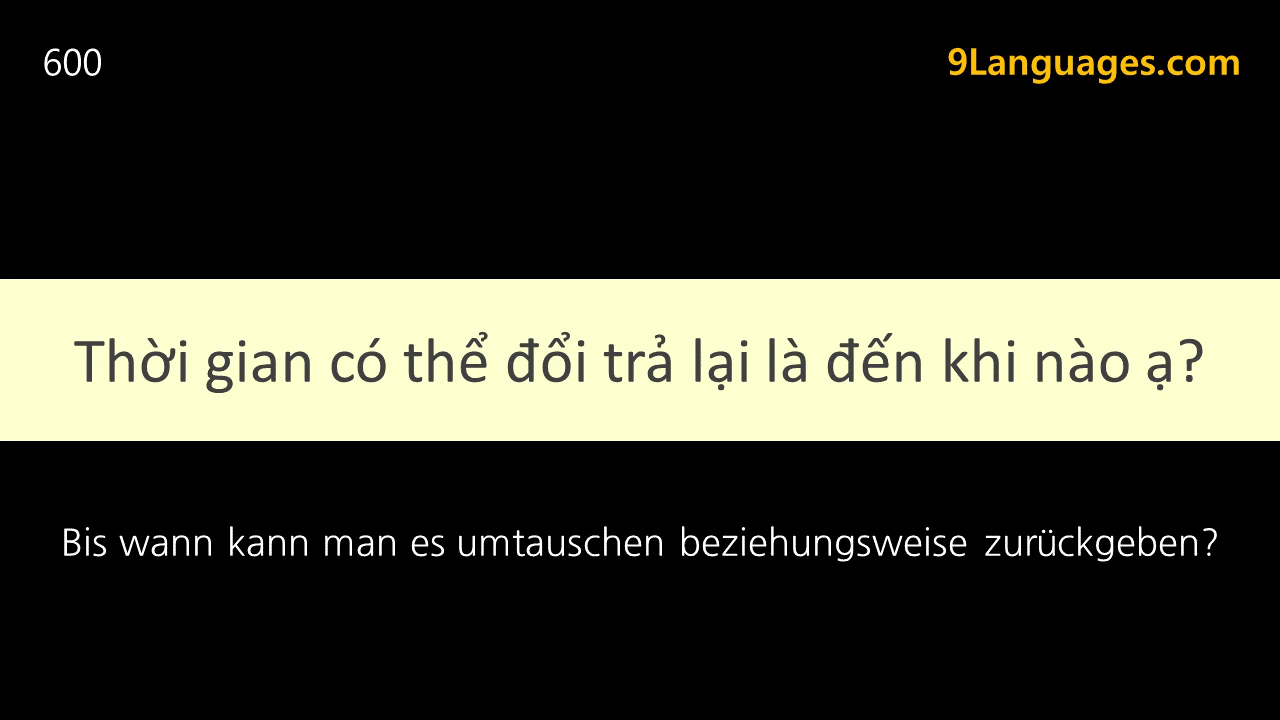 600
9Languages.com
Thời gian có thể đổi trả lại là đến khi nào ạ?
Bis wann kann man es umtauschen beziehungsweise zurückgeben?